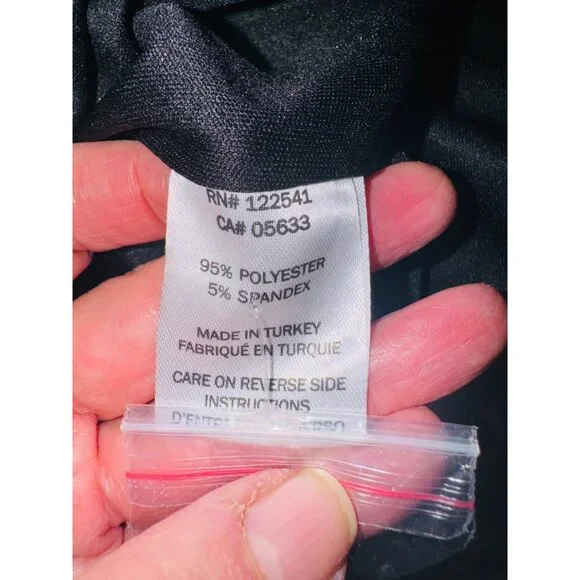 RN# 122541
CA# 05633
95% POLYESTER
5% SPANDEX
MADE IN TURKEY
FABRIQUÉ EN TURQUIE
CARE ON REVERSE SIDE
INSTRUCTIONS